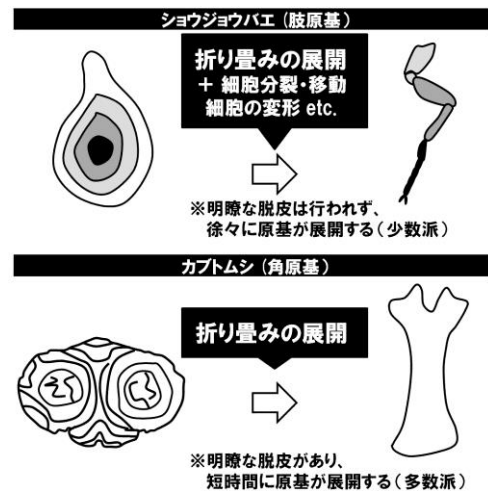 ショウジョウバエ（肢原基）
折り畳みの展開
＋ 細胞分裂・移動
細胞の変形 etc.
※明瞭な脱皮は行われず、
徐々に原基が展開する（少数派）
カブトムシ（角原基）
折り畳みの展開
※明瞭な脱皮があり、
短時間に原基が展開する（多数派）